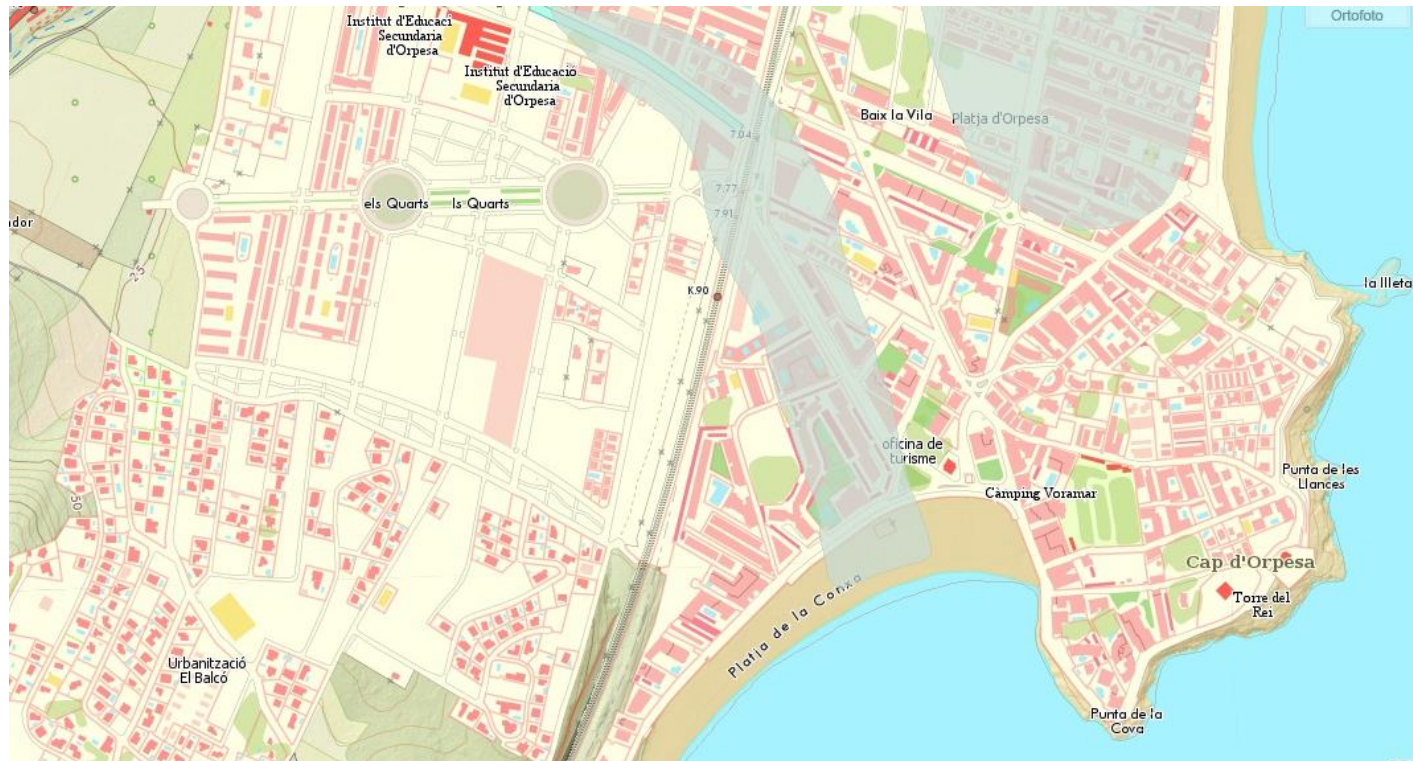 Ortofoto
Institut d'Educaci
Secundaria
d'Orpesa
Institut d'Educacio
Secundaria
d'Orpesa
Baix la Vila
Platja d'Orpesa
7.04
7.77
7.91
els Quarts
ls Quarts
ador
25
K.90
la Illeta
oficina de
turisme
Càmping Voramar
Punta de les
Llances
50
Cap d'Orpesa
Torre del
Rei
Platja de la Conxa
Urbanització
El Balcó
Punta de la
Cova